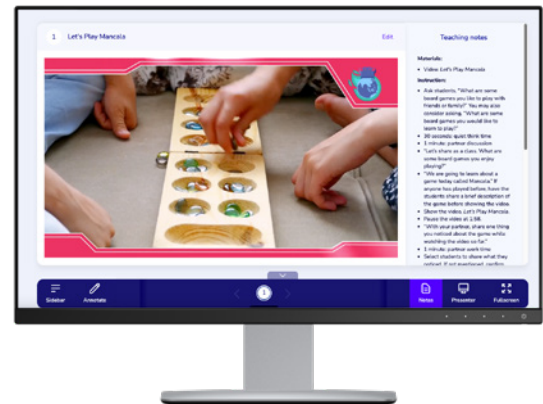 1 Let's Play Mancala
Edit
Teaching notes
Materials:
• Video: Let's Play Mancala
Instruction:
• Ask students, "What are some
board games you like to play with
friends or family?" You may also
consider asking, "What are some
board games you would like to
learn to play?"
• 30 seconds: quiet think time
• 1 minute: partner discussion
• "Let's share as a class. What are
some board games you enjoy
playing?"
• "We are going to learn about a
game today called Mancala." If
anyone has played before, have the
students share a brief description of
the game before showing the video.
• Show the video, Let's Play Mancala.
• Pause the video at 1:58.
• "With your partner, share one thing
you noticed about the game while
watching the video so far."
• 1 minute: partner work time
• Select students to share what they
noticed. If not mentioned, confirm
Sidebar
Annotate
1
Notes
Presenter
Fullscreen